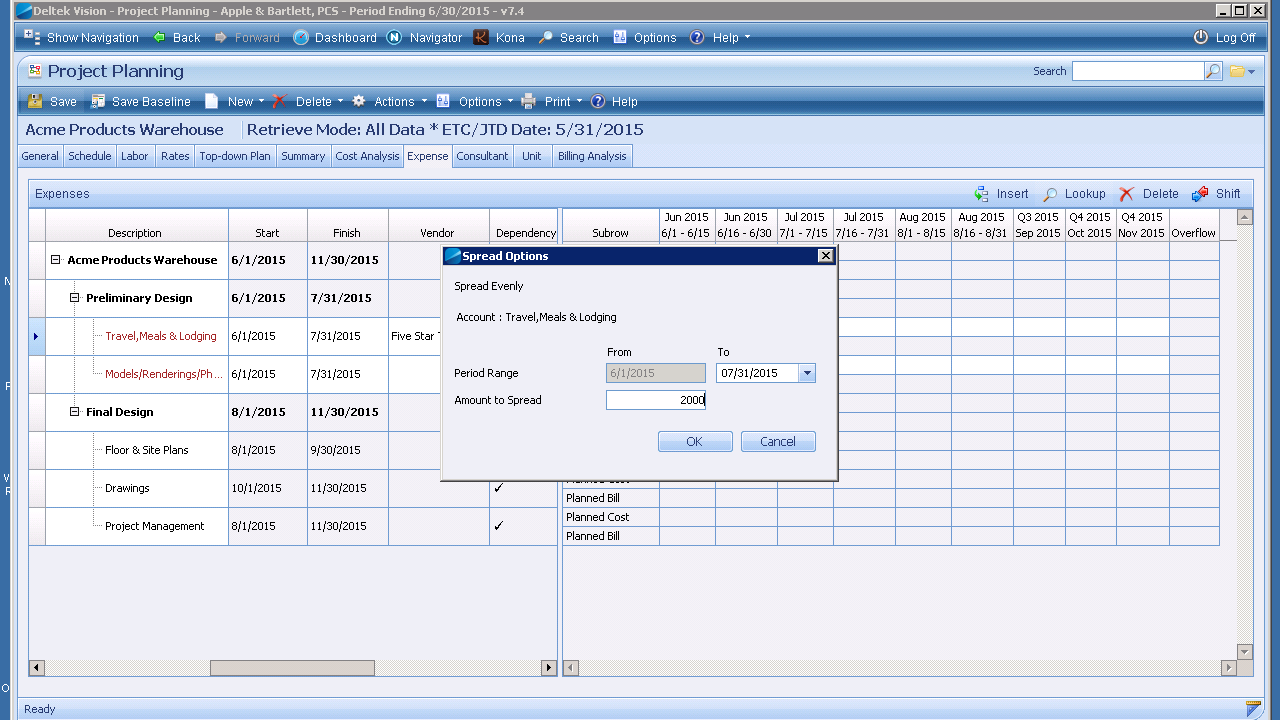 Deltek Vision - Project Planning - Apple & Bartlett, PCS - Period Ending 6/30/2015 - v7.4
Show Navigation Back Forward Dashboard Navigator Kona Search Options Help Log Off
Project Planning Search
Save Save Baseline New Delete Actions Options Print Help
Acme Products Warehouse Retrieve Mode: All Data * ETC/JTD Date: 5/31/2015
General Schedule Labor Rates Top-down Plan Summary Cost Analysis Expense Consultant Unit Billing Analysis
Expenses Insert Lookup Delete Shift
Jun 2015 Jun 2015 Jul 2015 Jul 2015 Aug 2015 Aug 2015 Q3 2015 Q4 2015 Q4 2015
Description Start Finish Vendor Dependency Subrow 6/1 - 6/15 6/16 - 6/30 7/1 - 7/15 7/16 - 7/31 8/1 - 8/15 8/16 - 8/31 Sep 2015 Oct 2015 Nov 2015 Overflow
Acme Products Warehouse 6/1/2015 11/30/2015
Preliminary Design 6/1/2015 7/31/2015
Travel,Meals & Lodging 6/1/2015 7/31/2015 Five Star
Models/Renderings/Ph ... 6/1/2015 7/31/2015
Final Design 8/1/2015 11/30/2015
Floor & Site Plans 8/1/2015 9/30/2015
Drawings 10/1/2015 11/30/2015 ✓
Planned Bill
Project Management 8/1/2015 11/30/2015 ✓
Planned Cost
Planned Bill
Spread Options
Spread Evenly
Account : Travel,Meals & Lodging
From To
Period Range 6/1/2015 07/31/2015
Amount to Spread 2000
OK Cancel
Ready